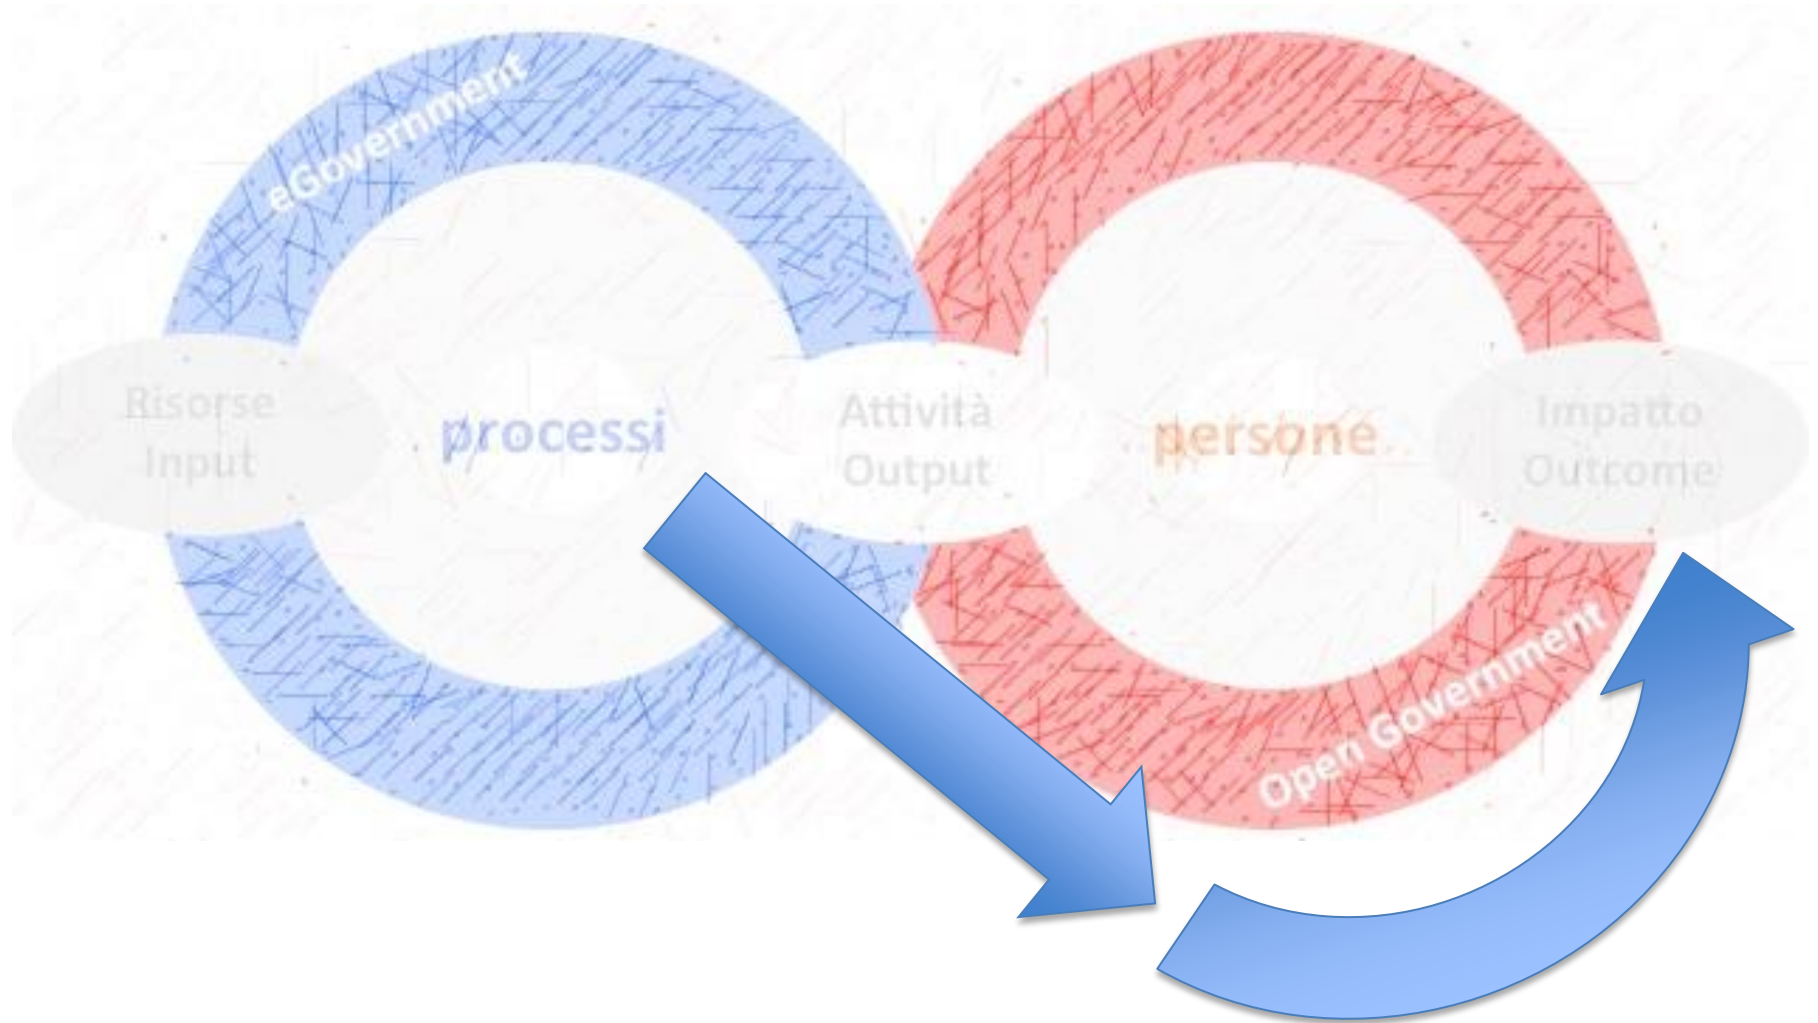 eGovernment
Risorse
Input
processi
Attività
Output
persone
Impatto
Outcome
Open Government